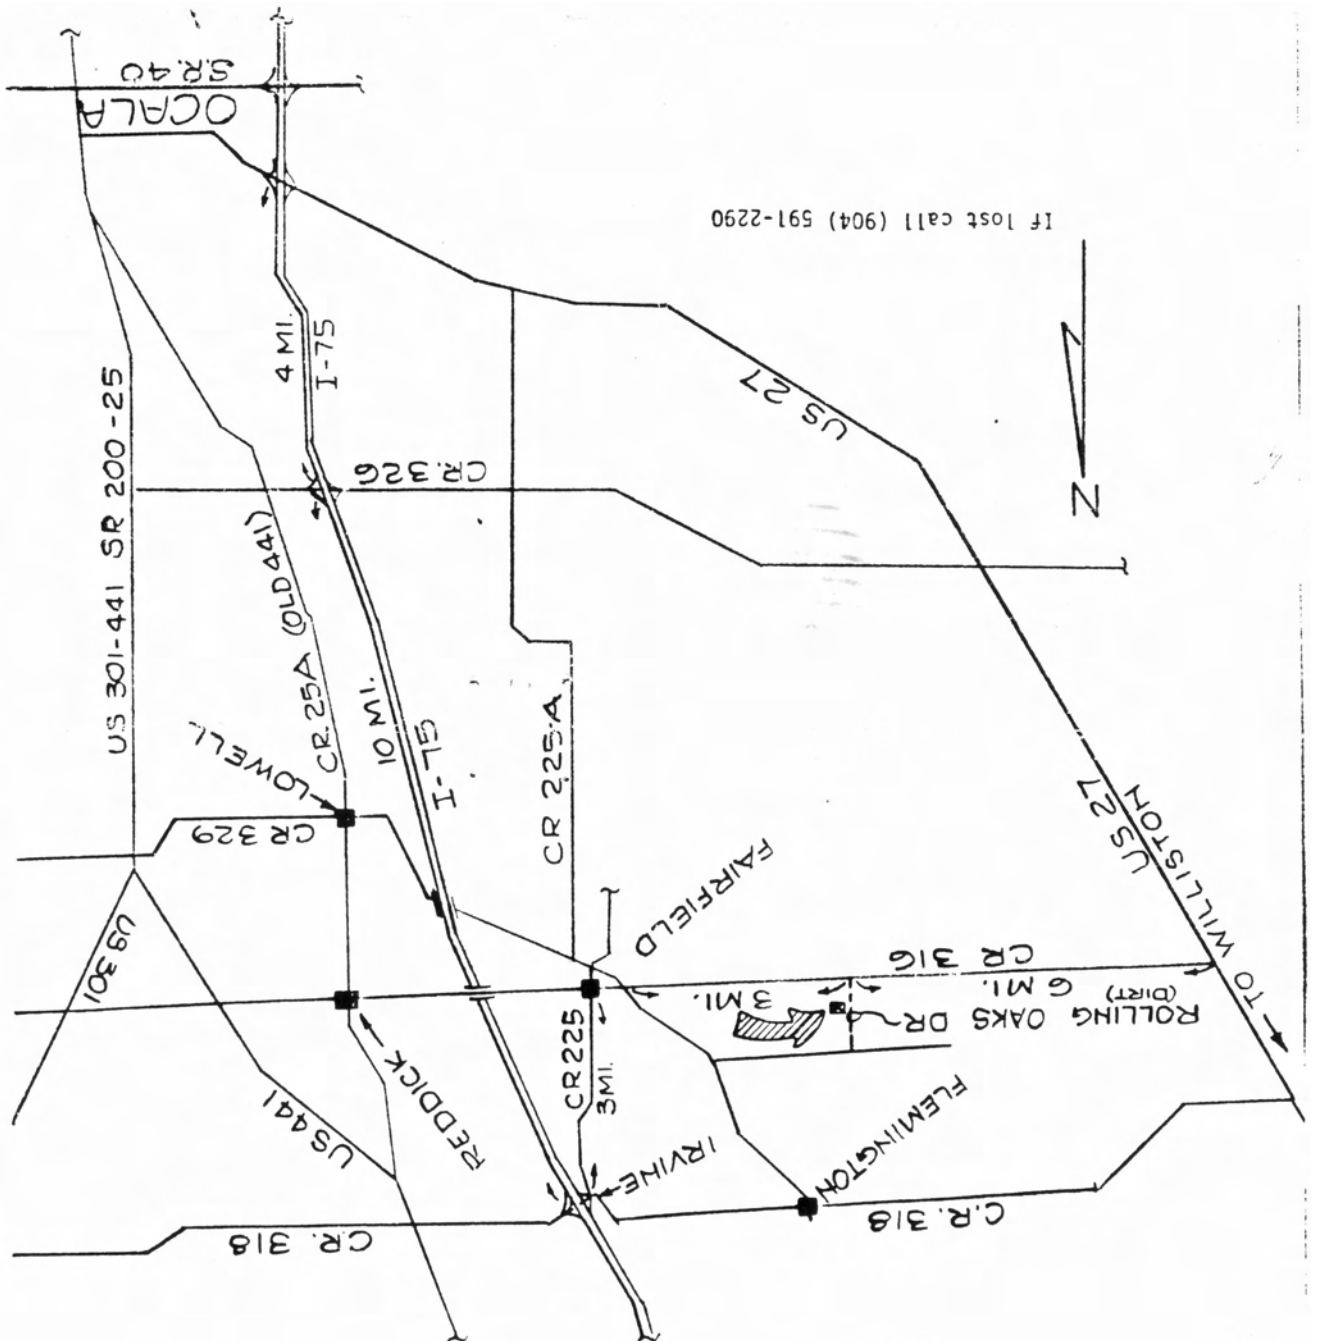 S.R. 40
OCALA
If lost call (904) 591-2290
4 MI.
I-75
US 27
US 301-441 SR 200-25
CR. 326
N
CR. 25A (OLD 441)
10 MI.
I-75
CR 225-A
LOWELL
CR 329
US 27
TO WILLISTON
FAIRFIELD
US 301
CR 316
3 MI.
6 MI.
ROLLING OAKS DR
(DIRT)
CR 225
3 MI.
REDDICK
US 441
IRVINE
FLEMINGTON
CR. 318
C.R. 318